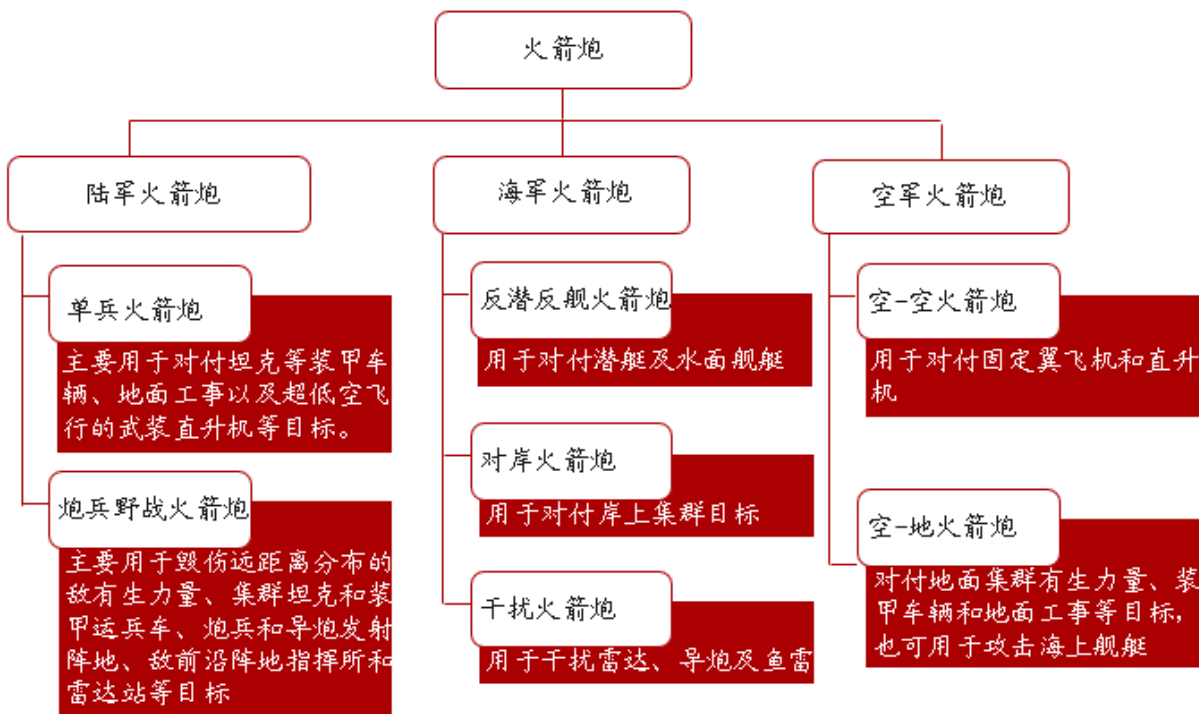 火箭炮
陆军火箭炮
海军火箭炮
空军火箭炮
单兵火箭炮
主要用于对付坦克等装甲车
辆、地面工事以及超低空飞
行的武装直升机等目标。
炮兵野战火箭炮
主要用于毁伤远距离分布的
敌有生力量、集群坦克和装
甲运兵车、炮兵和导炮发射
阵地、敌前沿阵地指挥所和
雷达站等目标
反潜反舰火箭炮
用于对付潜艇及水面舰艇
对岸火箭炮
用于对付岸上集群目标
干扰火箭炮
用于干扰雷达、导炮及鱼雷
空-空火箭炮
用于对付固定翼飞机和直升
机
空-地火箭炮
对付地面集群有生力量、装
甲车辆和地面工事等目标，
也可用于攻击海上舰艇